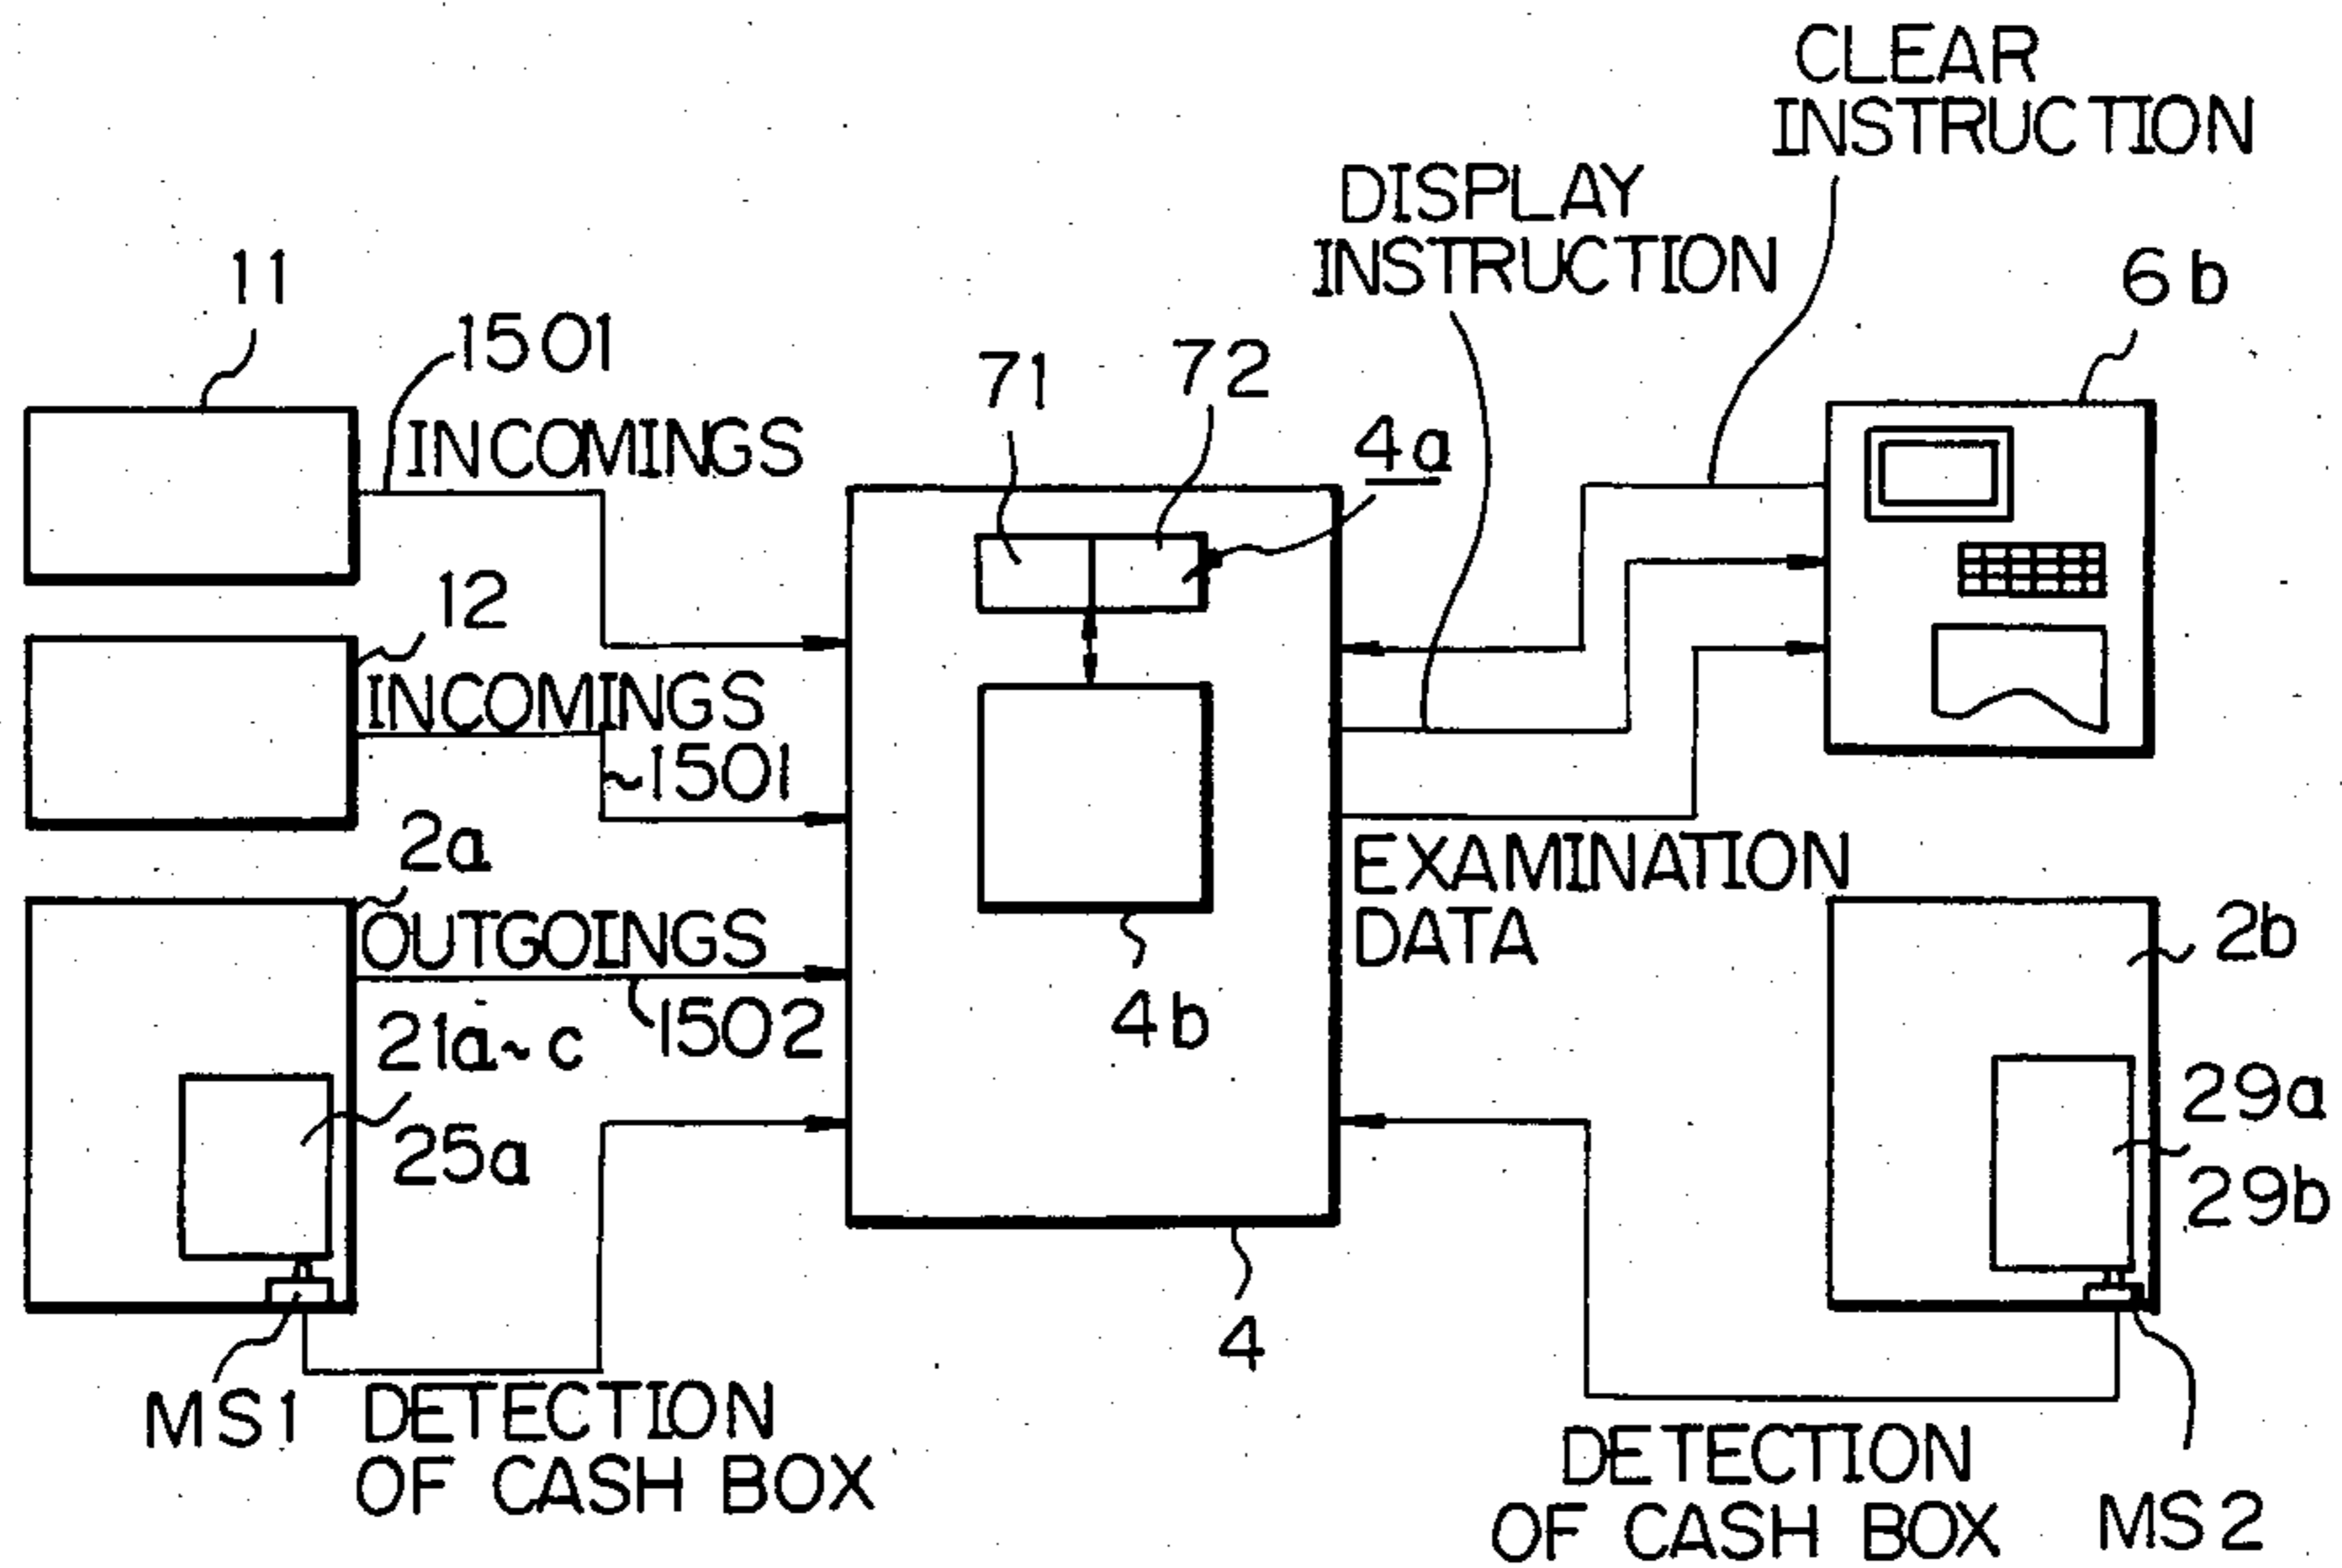 CLEAR
INSTRUCTION
DISPLAY
INSTRUCTION
6b
11
1501
71
72
4a
INCOMINGS
12
INCOMINGS
~1501
2a
OUTGOINGS
1502
21a~c
25a
EXAMINATION
DATA
4b
2b
29a
29b
4
MS1
DETECTION
OF CASH BOX
DETECTION
OF CASH BOX
MS2